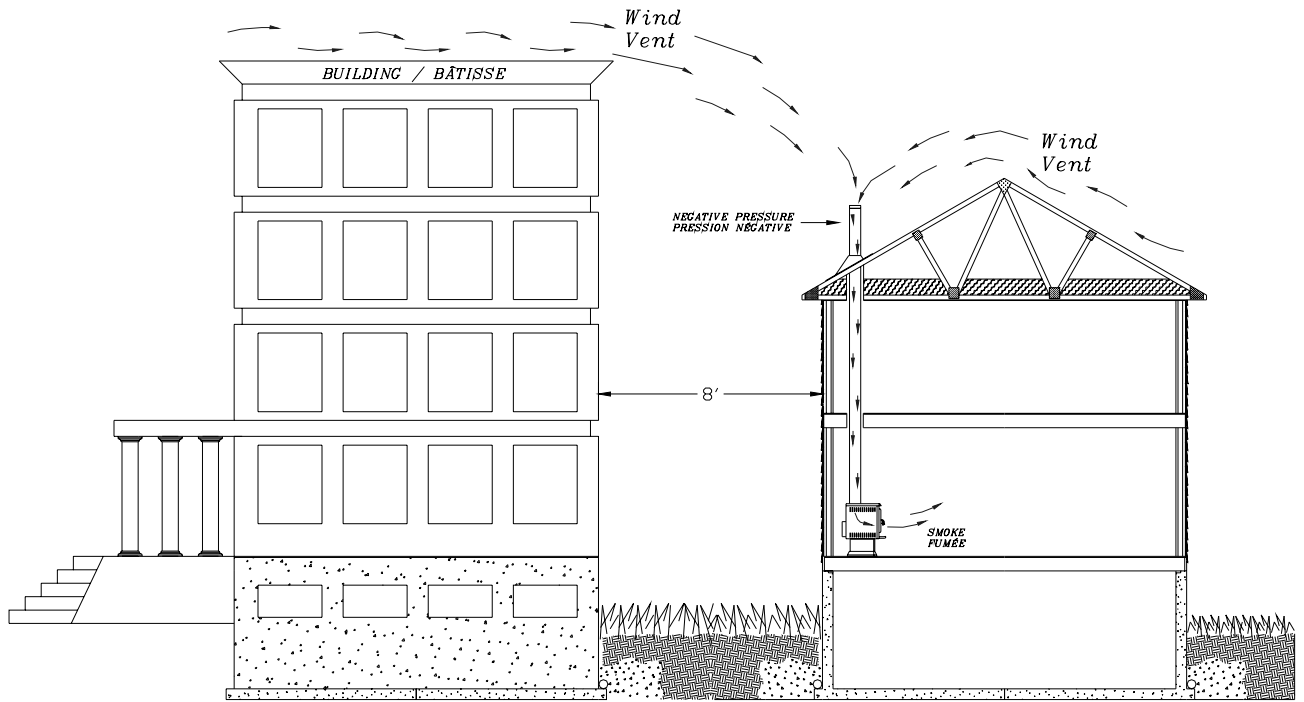 Wind
Vent
BUILDING / BÂTISSE
Wind
Vent
NEGATIVE PRESSURE
PRESSION NÉGATIVE
8'
SMOKE
FUMÉE